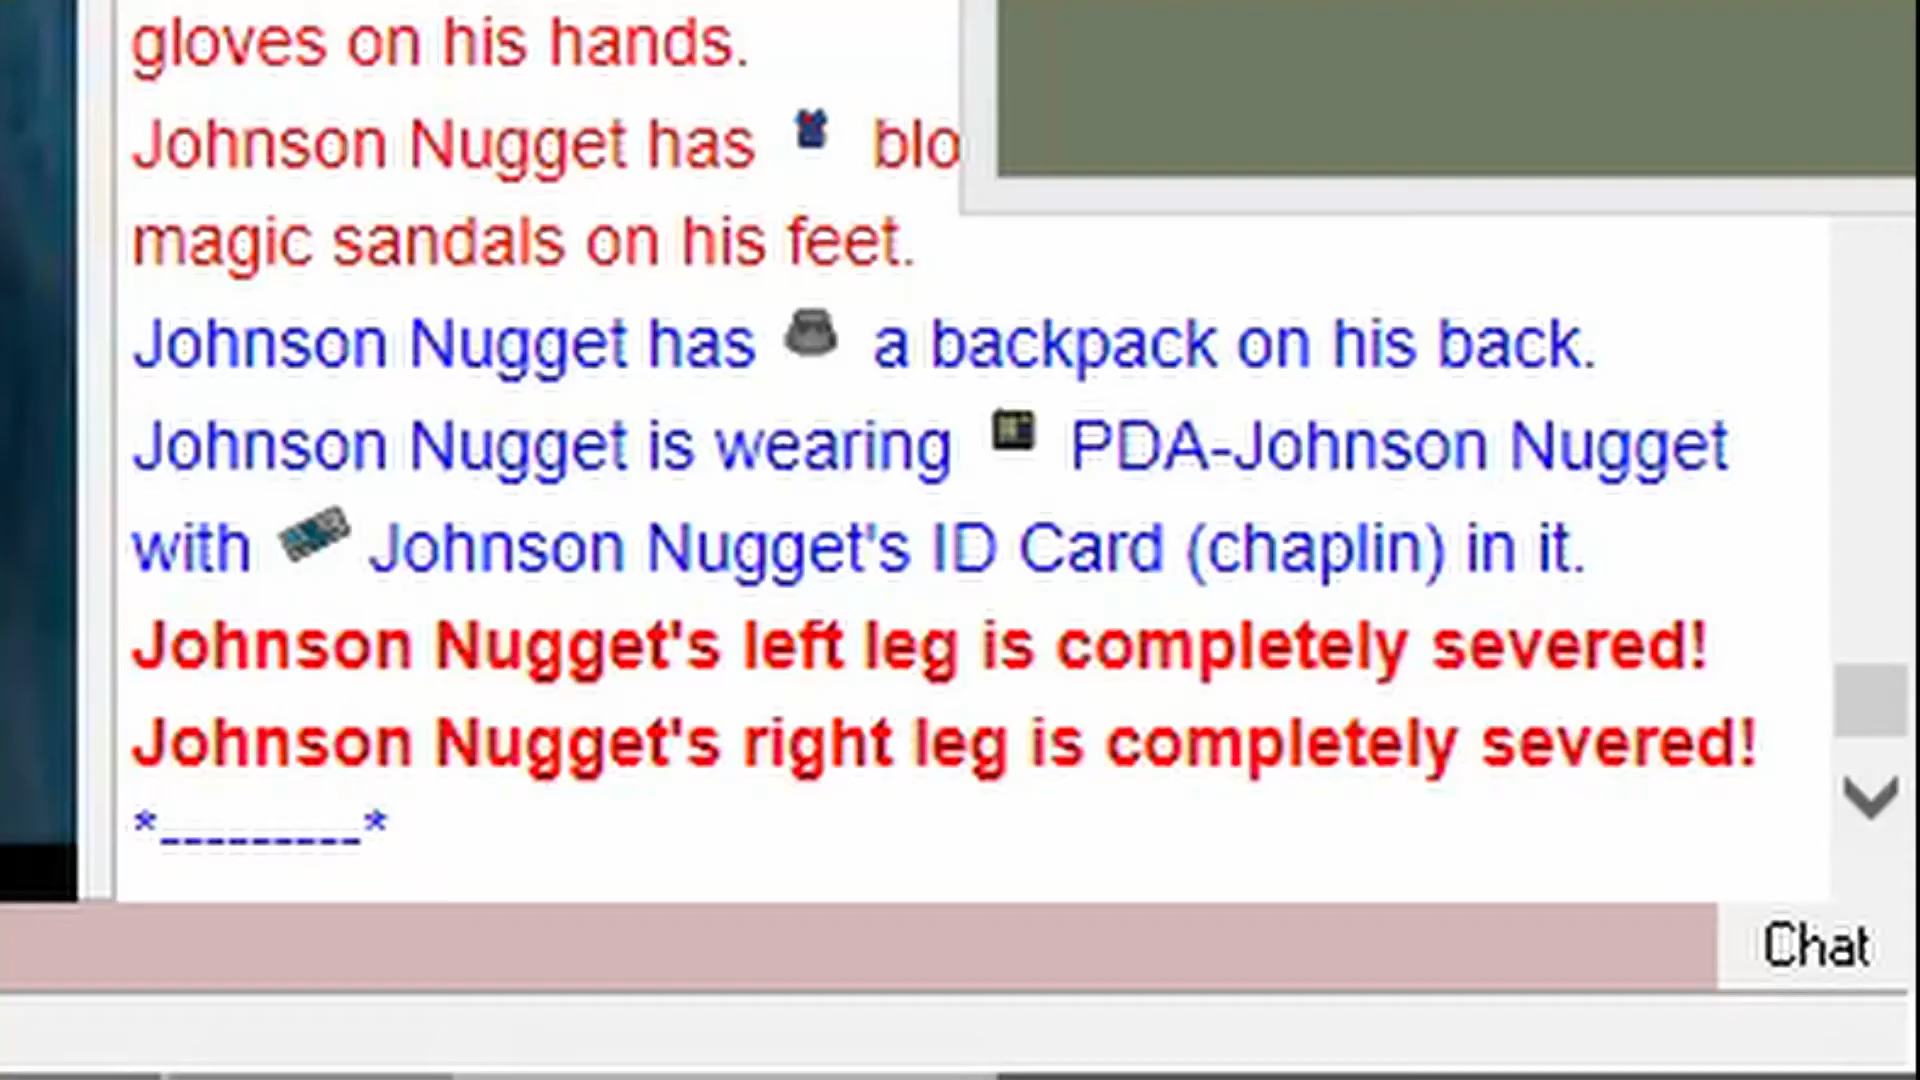 gloves on his hands.
Johnson Nugget has blo
magic sandals on his feet.
Johnson Nugget has a backpack on his back.
Johnson Nugget is wearing PDA-Johnson Nugget
with Johnson Nugget's ID Card (chaplin) in it.
Johnson Nugget's left leg is completely severed!
Johnson Nugget's right leg is completely severed!
*---------*
Chat